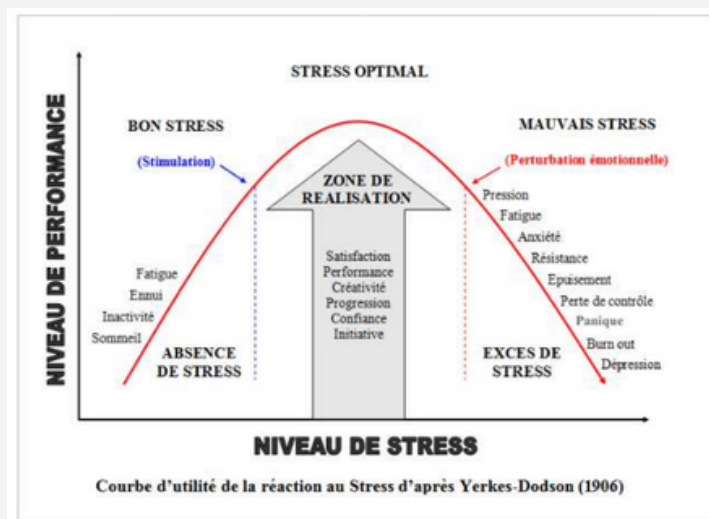 STRESS OPTIMAL
BON STRESS
(Stimulation)
MAUVAIS STRESS
(Perturbation émotionnelle)
NIVEAU DE PERFORMANCE
ZONE DE
REALISATION
Satisfaction
Performance
Créativité
Progression
Confiance
Initiative
Fatigue
Ennui
Inactivité
Sommeil
ABSENCE
DE STRESS
Pression
Fatigue
Anxiété
Résistance
Epuisement
Perte de contrôle
Panique
Burn out
Dépression
EXCES DE
STRESS
NIVEAU DE STRESS
Courbe d'utilité de la réaction au Stress d'après Yerkes-Dodson (1906)